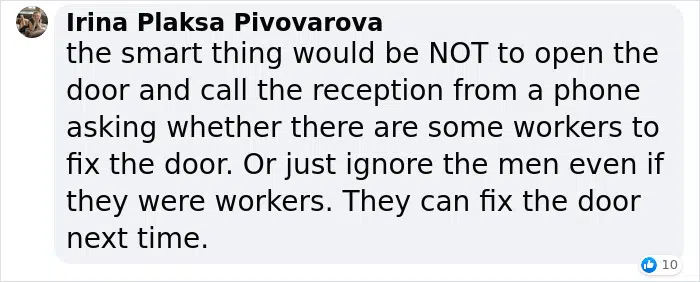 Irina Plaksa Pivovarova
the smart thing would be NOT to open the
door and call the reception from a phone
asking whether there are some workers to
fix the door. Or just ignore the men even if
they were workers. They can fix the door
next time.
10